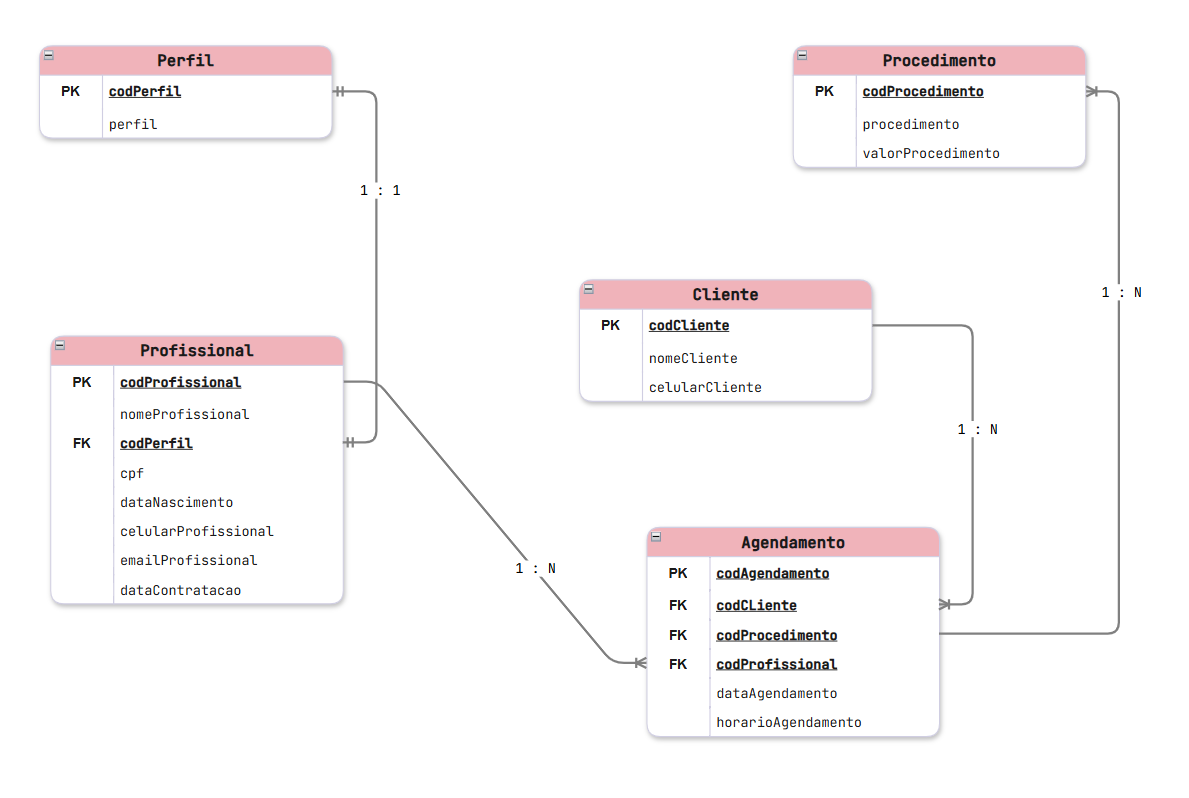 Perfil
PK codPerfil
perfil
Procedimento
PK codProcedimento
procedimento
valorProcedimento
1 : 1
Cliente
PK codCliente
nomeCliente
celularCliente
1 : N
Profissional
PK codProfissional
nomeProfissional
FK codPerfil
cpf
dataNascimento
celularProfissional
emailProfissional
dataContratacao
1 : N
1 : N
Agendamento
PK codAgendamento
FK codCLiente
FK codProcedimento
FK codProfissional
dataAgendamento
horarioAgendamento